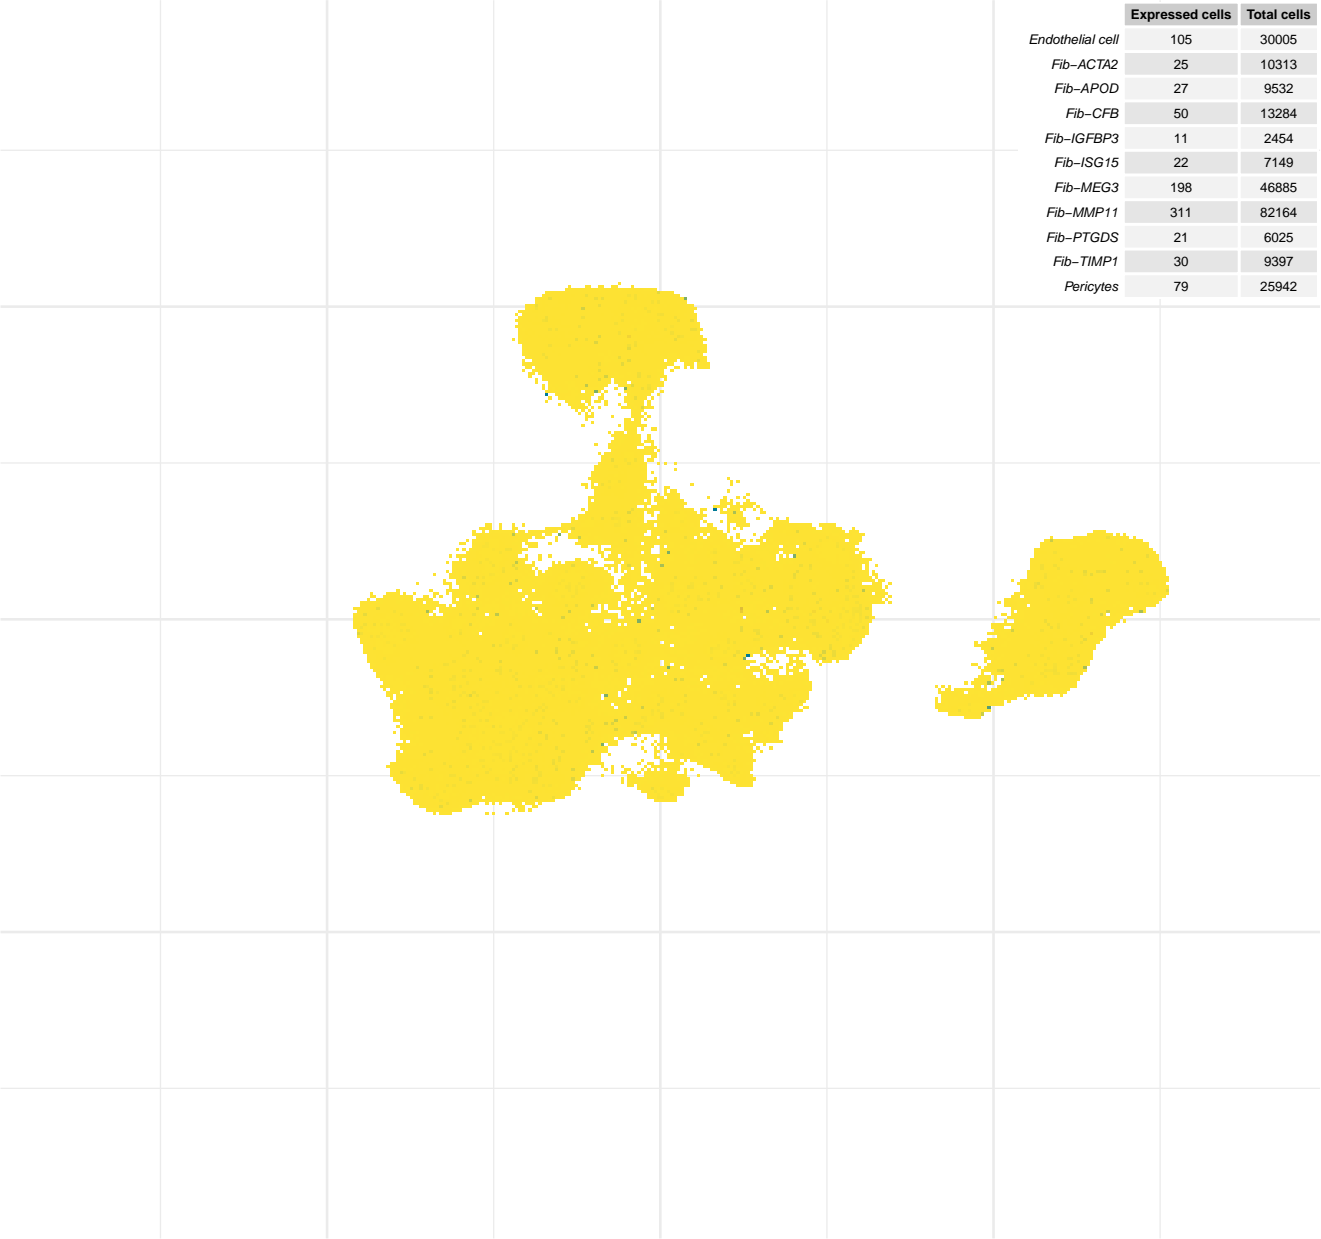 Expressed cells Total cells
Endothelial cell 105 30005
Fib−ACTA2 25 10313
Fib−APOD 27 9532
Fib−CFB 50 13284
Fib−IGFBP3 11 2454
Fib−ISG15 22 7149
Fib−MEG3 198 46885
Fib−MMP11 311 82164
Fib−PTGDS 21 6025
Fib−TIMP1 30 9397
Pericytes 79 25942